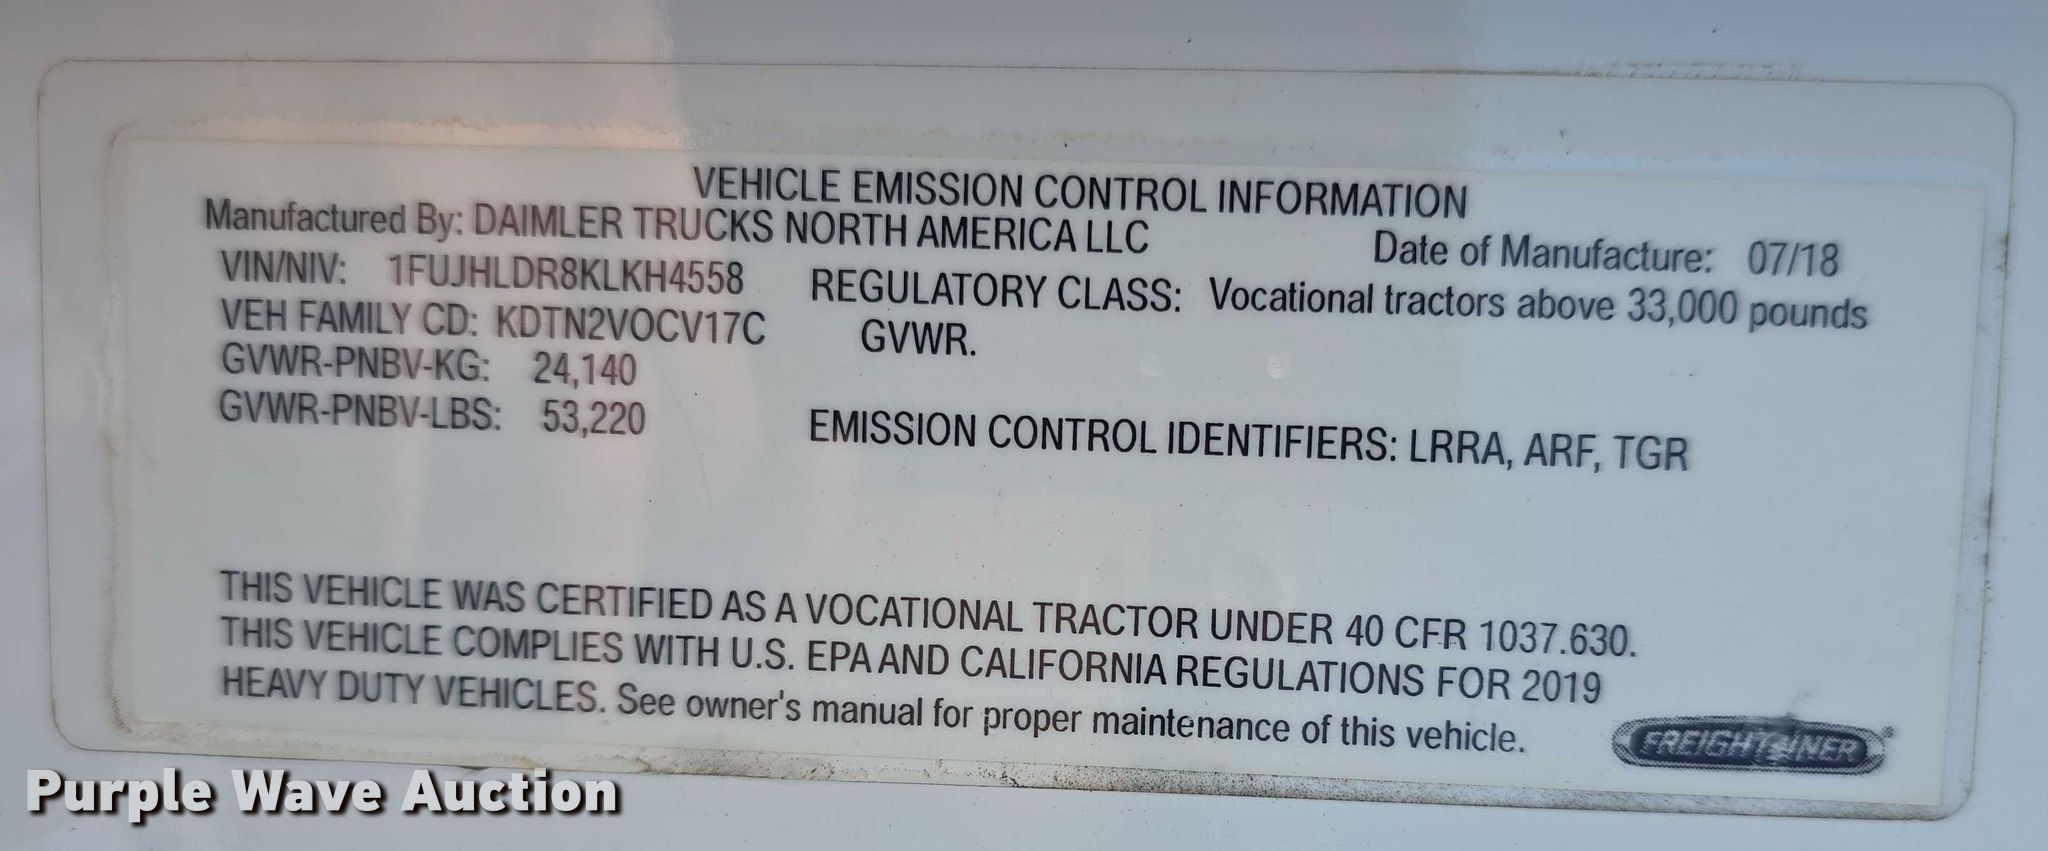 VEHICLE EMISSION CONTROL INFORMATION
Manufactured By: DAIMLER TRUCKS NORTH AMERICA LLC
Date of Manufacture: 07/18
VIN/NIV: 1FUJHLDR8KLKH4558
VEH FAMILY CD: KDTN2VOCV17C
GVWR-PNBV-KG: 24,140
GVWR-PNBV-LBS: 53,220
REGULATORY CLASS: Vocational tractors above 33,000 pounds
GVWR.
EMISSION CONTROL IDENTIFIERS: LRRA, ARF, TGR
THIS VEHICLE WAS CERTIFIED AS A VOCATIONAL TRACTOR UNDER 40 CFR 1037.630.
THIS VEHICLE COMPLIES WITH U.S. EPA AND CALIFORNIA REGULATIONS FOR 2019
HEAVY DUTY VEHICLES. See owner's manual for proper maintenance of this vehicle.
FREIGHTLINER
Purple Wave Auction